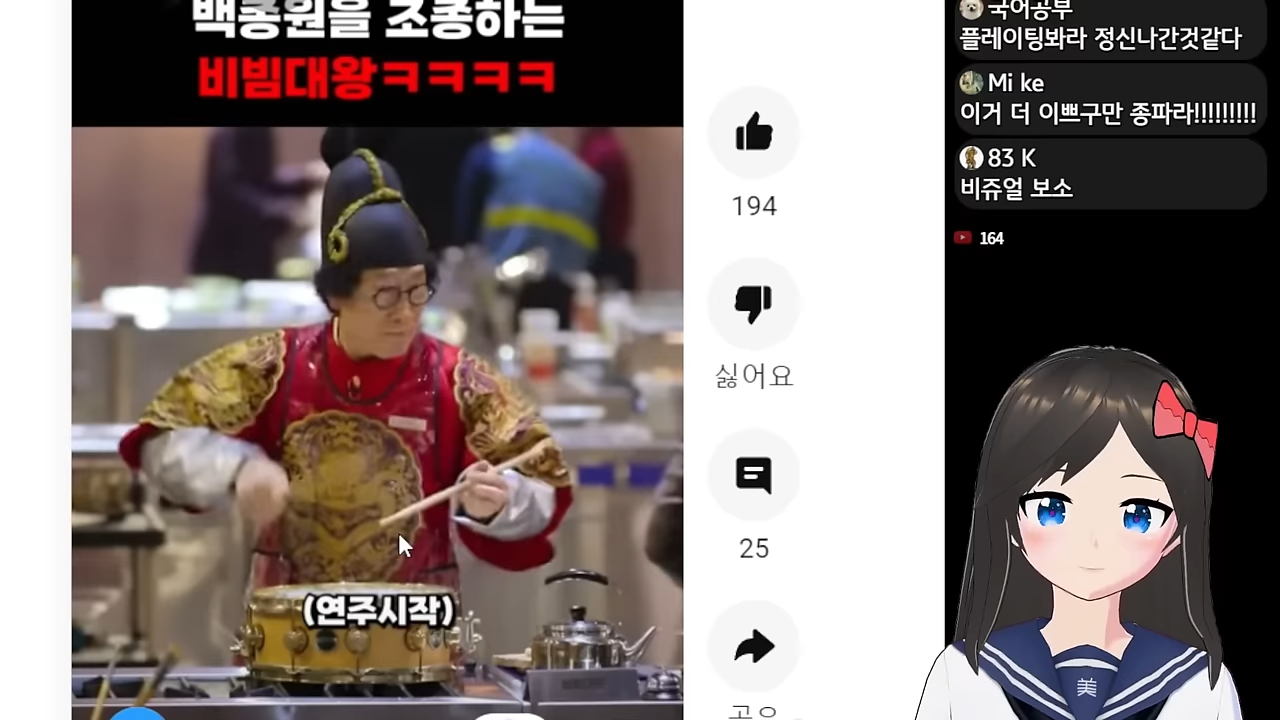 백종원을 조롱하는
비빔대왕ㅋㅋㅋㅋ
(연주시작)
194
싫어요
25
공유
국어공부
플레이팅봐라 정신나간것같다
Mi ke
이거 더 이쁘구만 종파라!!!!!!!!!
83 K
비쥬얼 보소
164
美